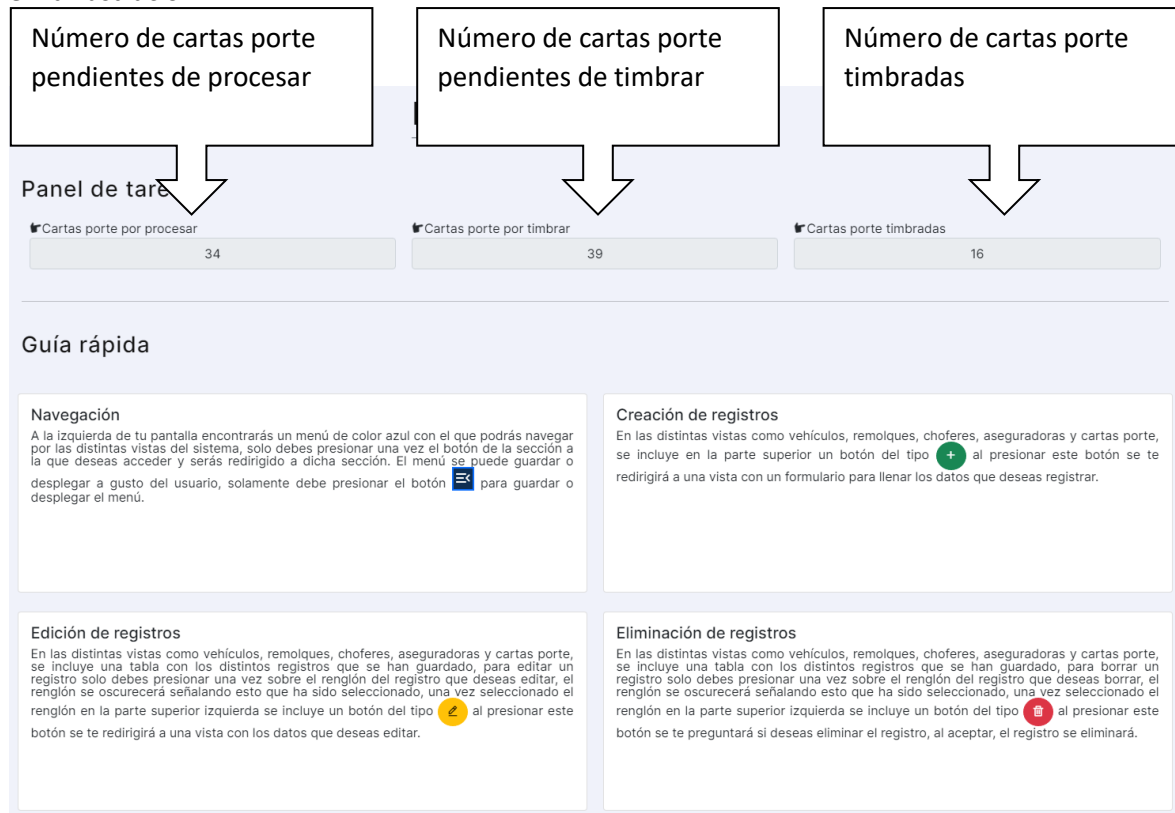 Número de cartas porte
pendientes de procesar
Número de cartas porte
pendientes de timbrar
Número de cartas porte
timbradas
Panel de
Cartas porte por procesar
34
Cartas porte por timbrar
39
Cartas porte timbradas
16
Guía rápida
Navegación
A la izquierda de tu pantalla encontrarás un menú de color azul con el que podrás navegar
por las distintas vistas del sistema, solo debes presionar una vez el botón de la sección a
la que deseas acceder y serás redirigido a dicha sección. El menú se puede guardar o
desplegar a gusto del usuario, solamente debe presionar el botón para guardar o
desplegar el menú.
Creación de registros
En las distintas vistas como vehículos, remolques, choferes, aseguradoras y cartas porte,
se incluye en la parte superior un botón del tipo + al presionar este botón se te
redirigirá a una vista con un formulario para llenar los datos que deseas registrar.
Edición de registros
En las distintas vistas como vehículos, remolques, choferes, aseguradoras y cartas porte,
se incluye una tabla con los distintos registros que se han guardado, para editar un
registro solo debes presionar una vez sobre el renglón del registro que deseas editar, el
renglón se oscurecerá señalando esto que ha sido seleccionado, una vez seleccionado el
renglón en la parte superior izquierda se incluye un botón del tipo al presionar este
botón se te redirigirá a una vista con los datos que deseas editar.
Eliminación de registros
En las distintas vistas como vehículos, remolques, choferes, aseguradoras y cartas porte,
se incluye una tabla con los distintos registros que se han guardado, para borrar un
registro solo debes presionar una vez sobre el renglón del registro que deseas borrar, el
renglón se oscurecerá señalando esto que ha sido seleccionado, una vez seleccionado el
renglón en la parte superior izquierda se incluye un botón del tipo al presionar este
botón se te preguntará si deseas eliminar el registro, al aceptar, el registro se eliminará.